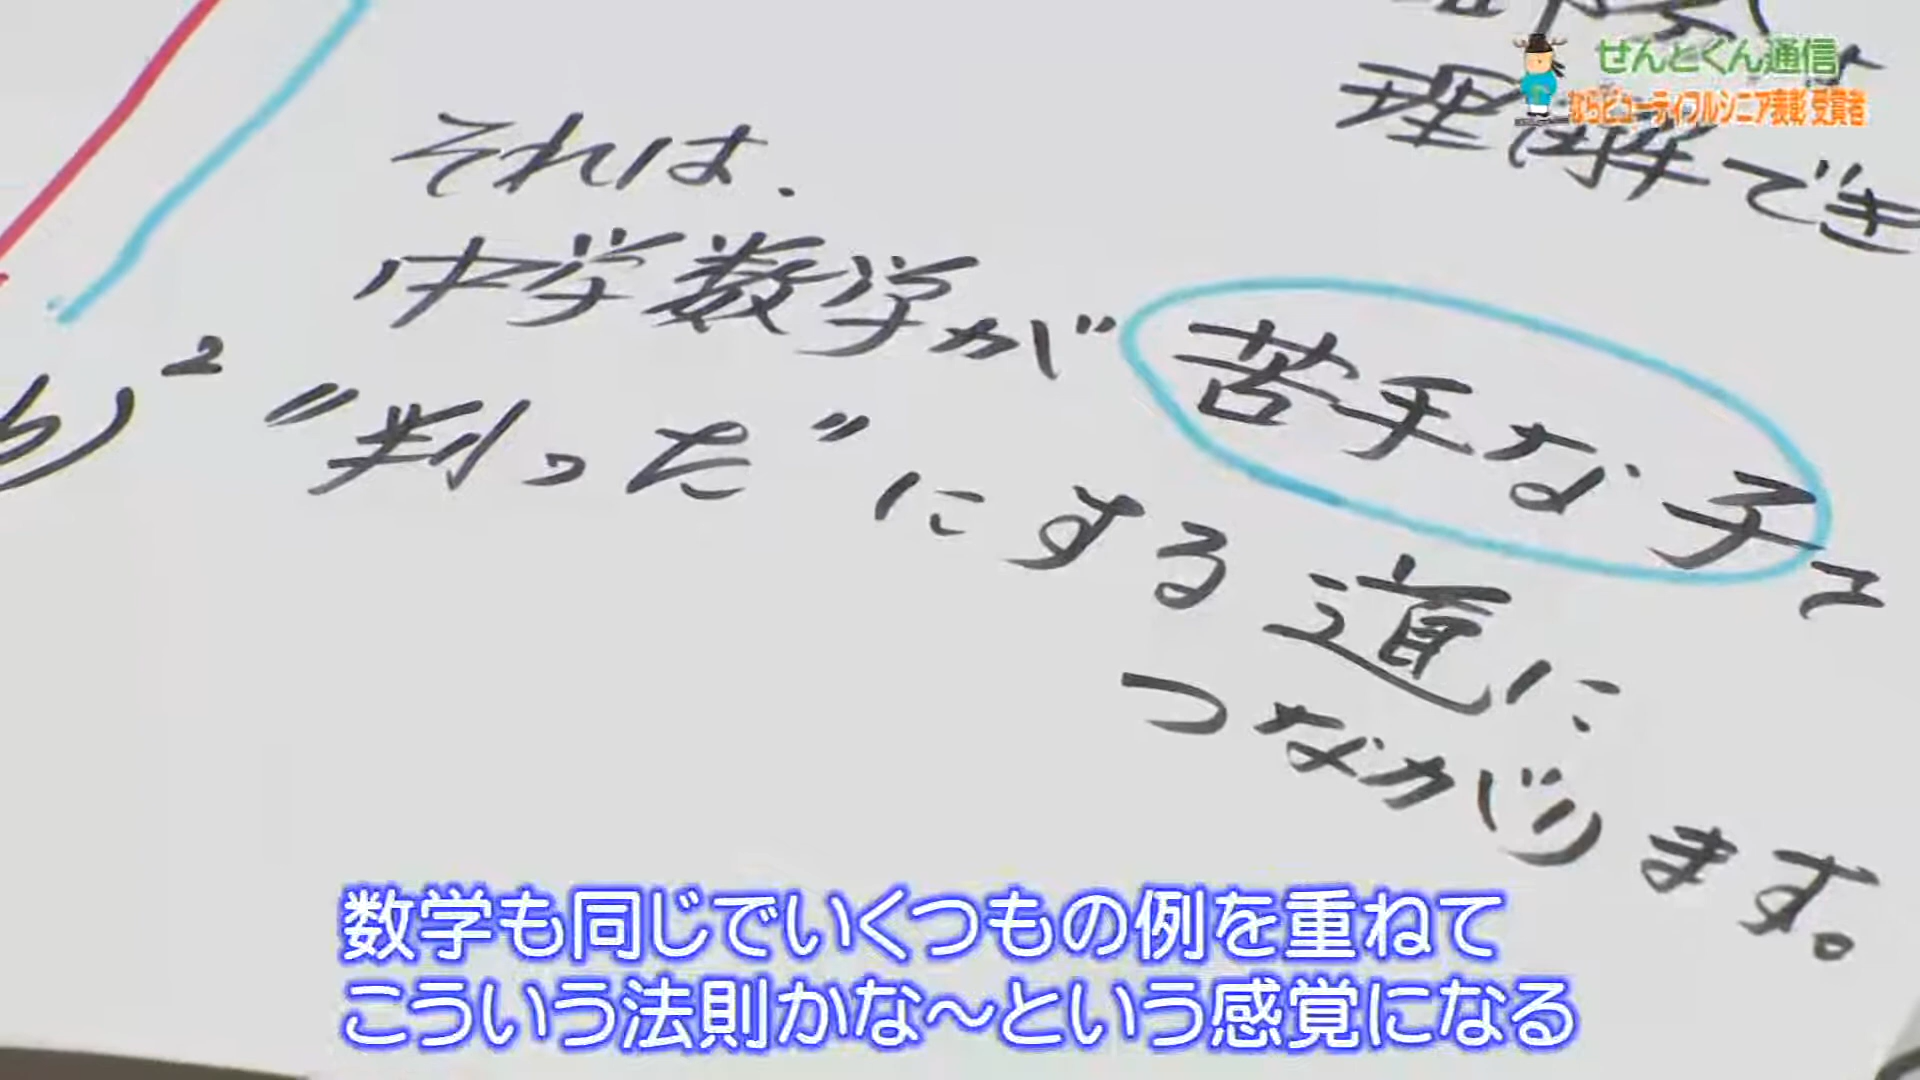 せんとくん通信
ならビューティフルシニア表彰 受賞者
理解でき
それは、
中学数学が苦手な子を
b)² "判った"にする道に
つながります。
数学も同じでいくつもの例を重ねて
こういう法則かな～という感覚になる